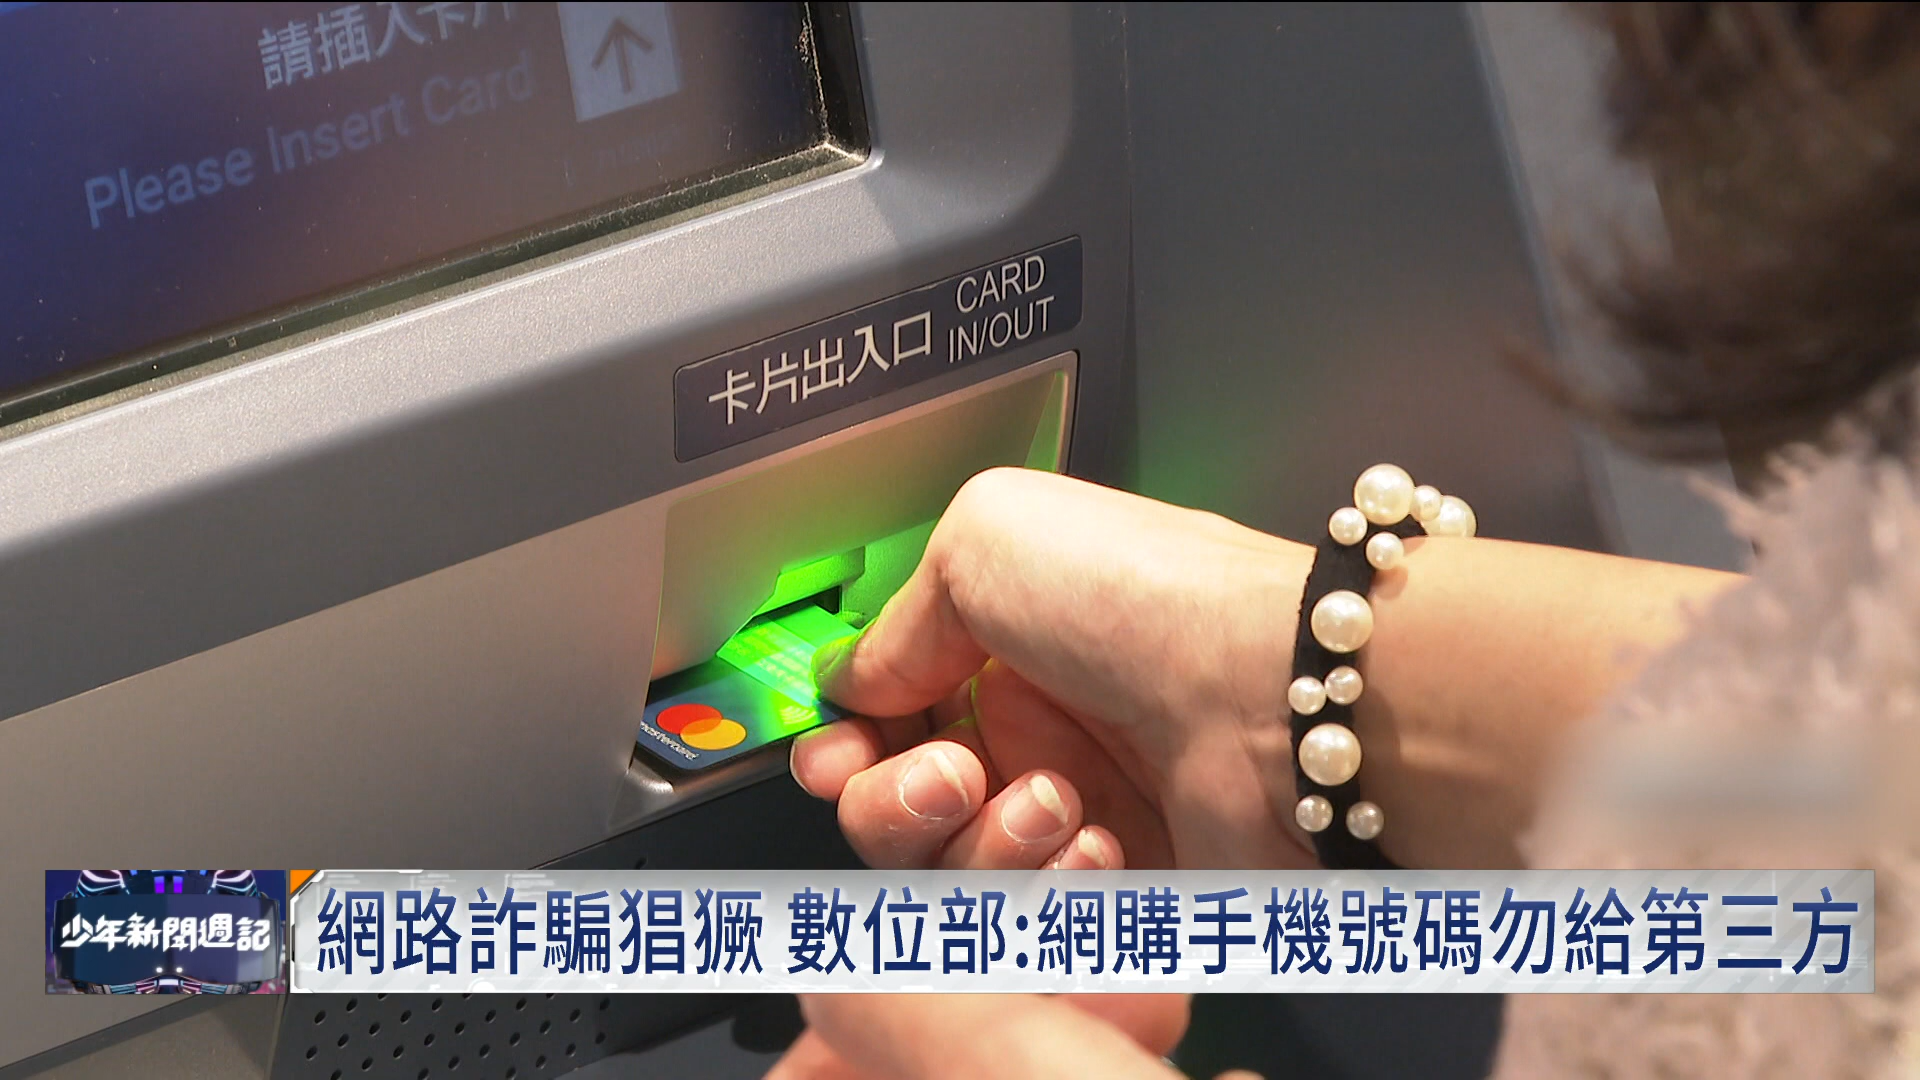 請插入卡片
Please Insert Card
卡片出入口
CARD
IN/OUT
mastercard
少年新聞週記
網路詐騙猖獗 數位部:網購手機號碼勿給第三方